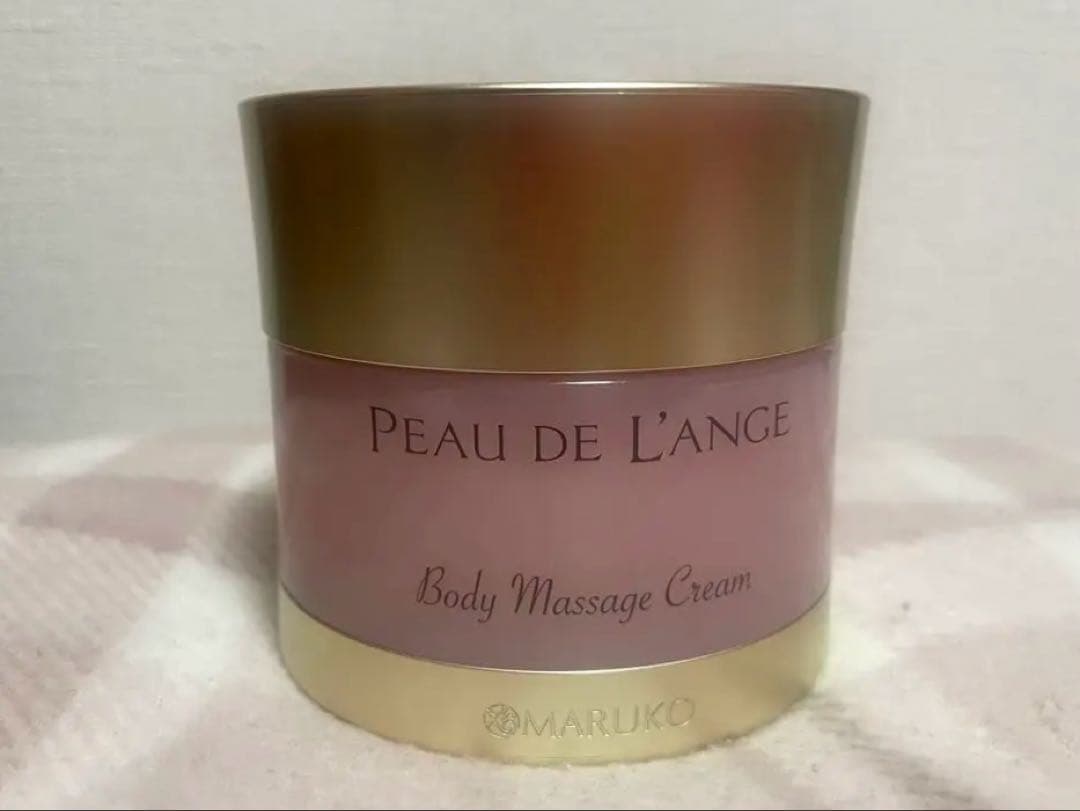 PEAU DE L'ANGE
Body Massage Cream
MARUKO